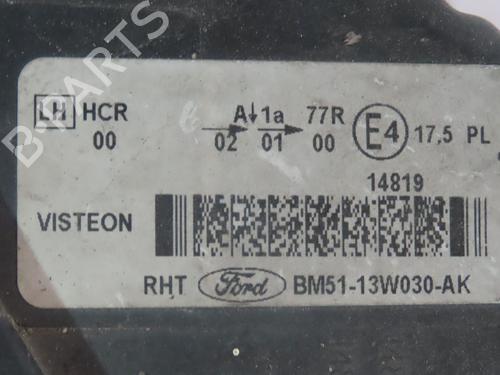 LH HCR A↓ 1a 77R E4 17,5 PL
00 02 01 00
14819
VISTEON
RHT Ford BM51-13W030-AK
B PARTS